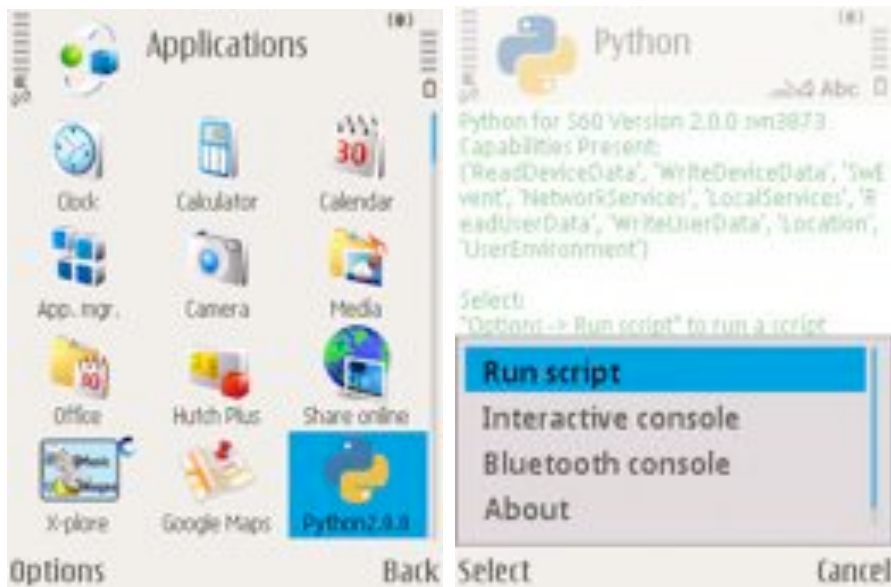 Applications
30
Clock
Calculator
Calendar
App. mgr.
Camera
Media
Office
Hutch Plus
Share online
X-plore
Google Maps
Python2.0.0
Options
Back
Python
Abc
Python for S60 Version 2.0.0 svn3873
Capabilities Present:
('ReadDeviceData', 'WriteDeviceData', 'SwE
vent', 'NetworkServices', 'LocalServices', 'R
eadUserData', 'WriteUserData', 'Location',
'UserEnvironment')
Select:
"Options -> Run script" to run a script
Run script
Interactive console
Bluetooth console
About
Select
Cancel